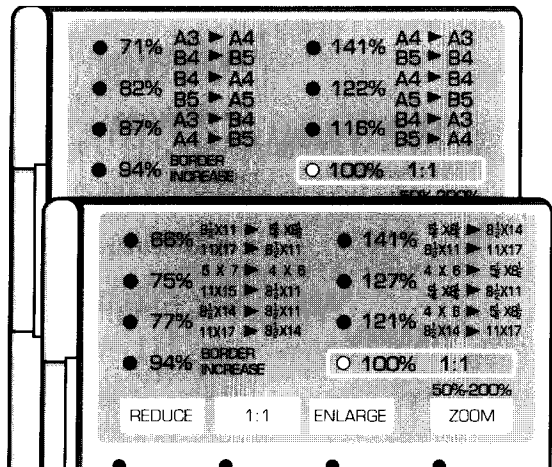 71% A3 ► A4
B4 ► B5
82% B4 ► A4
B5 ► A5
87% A3 ► B4
A4 ► B5
94% BORDER
INCREASE
141% A4 ► A3
B5 ► B4
122% A4 ► B4
A5 ► B5
116% B4 ► A3
B5 ► A4
100% 1:1
50%-200%
66% 8½X11 ► 5½X8½
11X17 ► 8½X11
75% 5 X 7 ► 4 X 6
11X15 ► 8½X11
77% 8½X14 ► 8½X11
11X17 ► 8½X14
94% BORDER
INCREASE
141% 5½X8½ ► 8½X14
8½X11 ► 11X17
127% 4 X 6 ► 5½X8½
5½X8½ ► 8½X11
121% 4 X 6 ► 5½X8½
8½X14 ► 11X17
100% 1:1
50%-200%
REDUCE 1:1 ENLARGE ZOOM